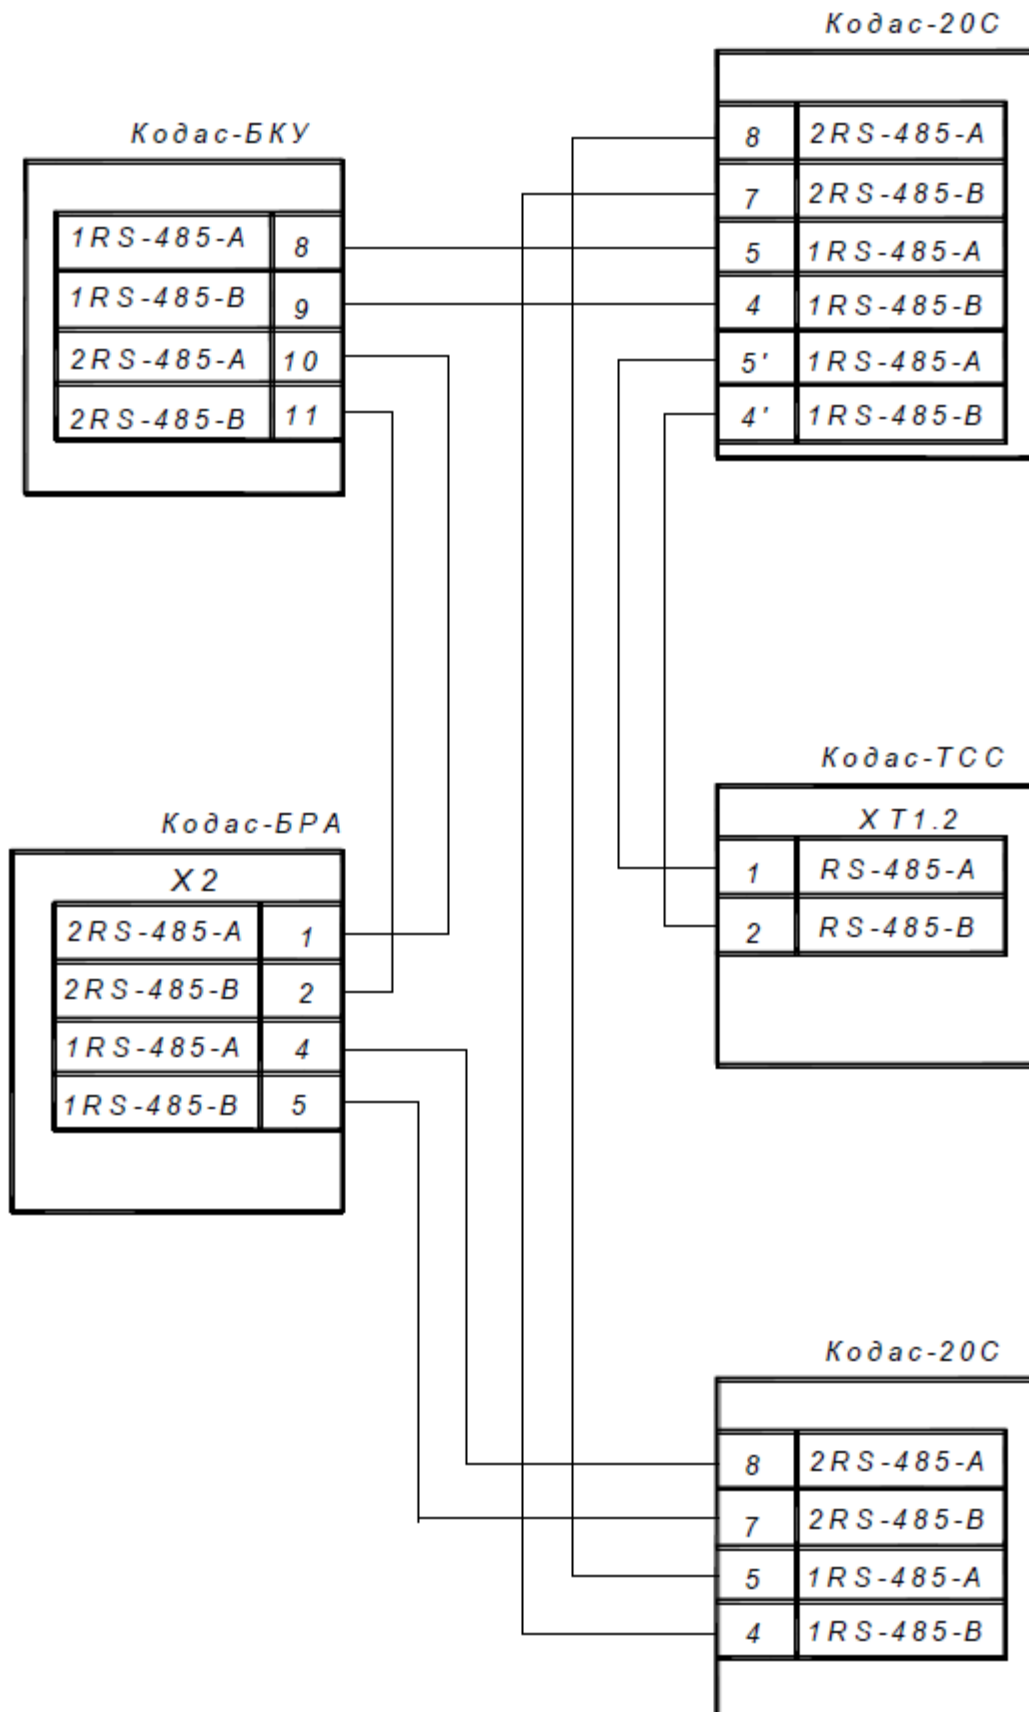 Кодас-БКУ
1RS-485-A 8
1RS-485-B 9
2RS-485-A 10
2RS-485-B 11
Кодас-20С
8 2RS-485-A
7 2RS-485-B
5 1RS-485-A
4 1RS-485-B
5' 1RS-485-A
4' 1RS-485-B
Кодас-БРА
X2
2RS-485-A 1
2RS-485-B 2
1RS-485-A 4
1RS-485-B 5
Кодас-ТСС
XT1.2
1 RS-485-A
2 RS-485-B
Кодас-20С
8 2RS-485-A
7 2RS-485-B
5 1RS-485-A
4 1RS-485-B